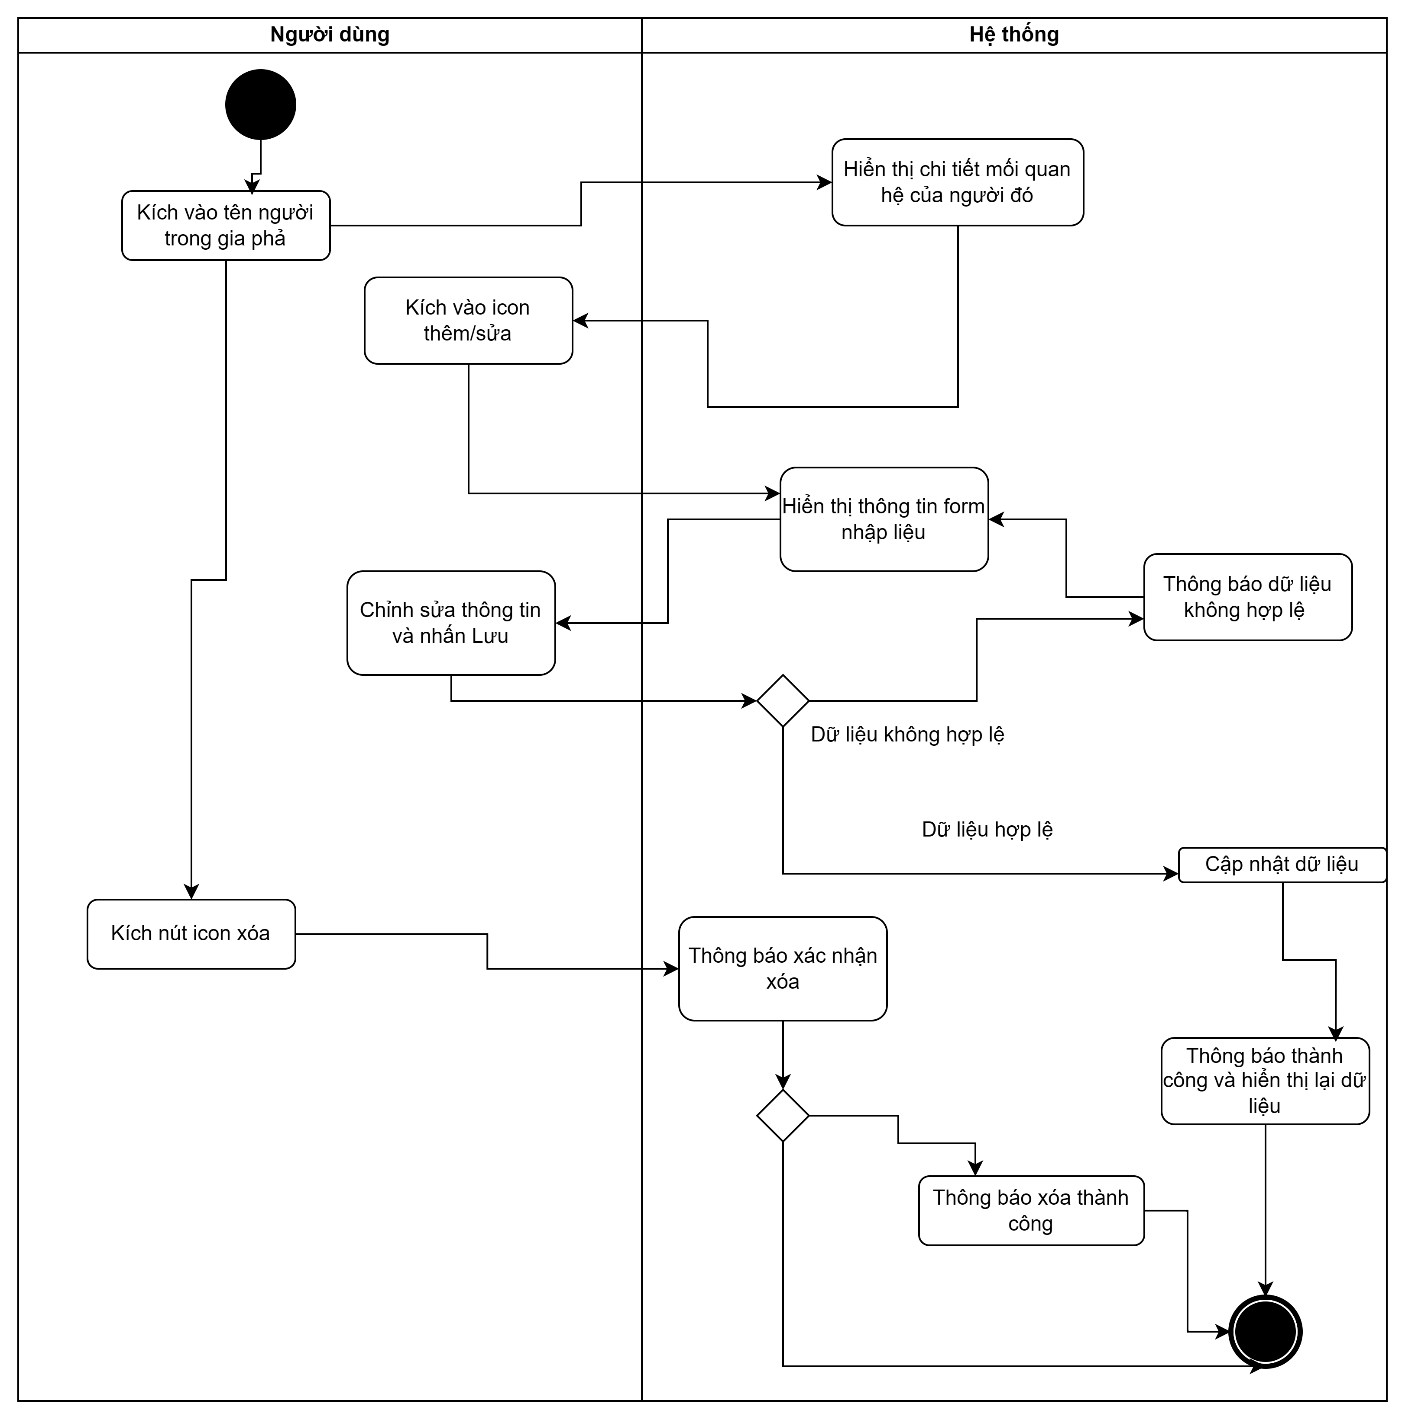 Người dùng
Hệ thống
Hiển thị chi tiết mối quan
hệ của người đó
Kích vào tên người
trong gia phả
Kích vào icon
thêm/sửa
Hiển thị thông tin form
nhập liệu
Thông báo dữ liệu
không hợp lệ
Chỉnh sửa thông tin
và nhấn Lưu
Dữ liệu không hợp lệ
Dữ liệu hợp lệ
Cập nhật dữ liệu
Kích nút icon xóa
Thông báo xác nhận
xóa
Thông báo thành
công và hiển thị lại dữ
liệu
Thông báo xóa thành
công